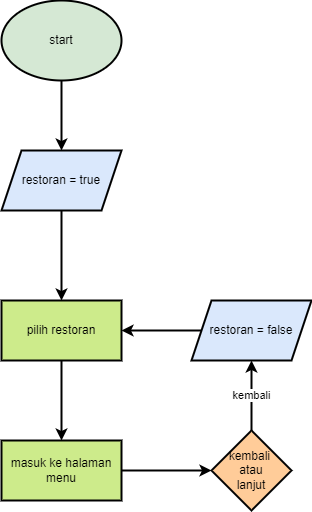 start
restoran = true
pilih restoran
restoran = false
kembali
masuk ke halaman
menu
kembali
atau
lanjut